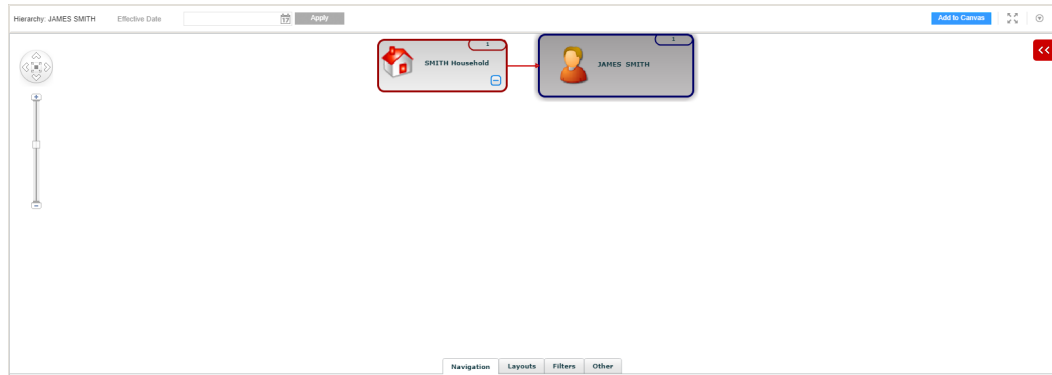 Hierarchy: JAMES SMITH Effective Date 17 Apply Add to Canvas
1
SMITH Household
1
JAMES SMITH
Navigation Layouts Filters Other